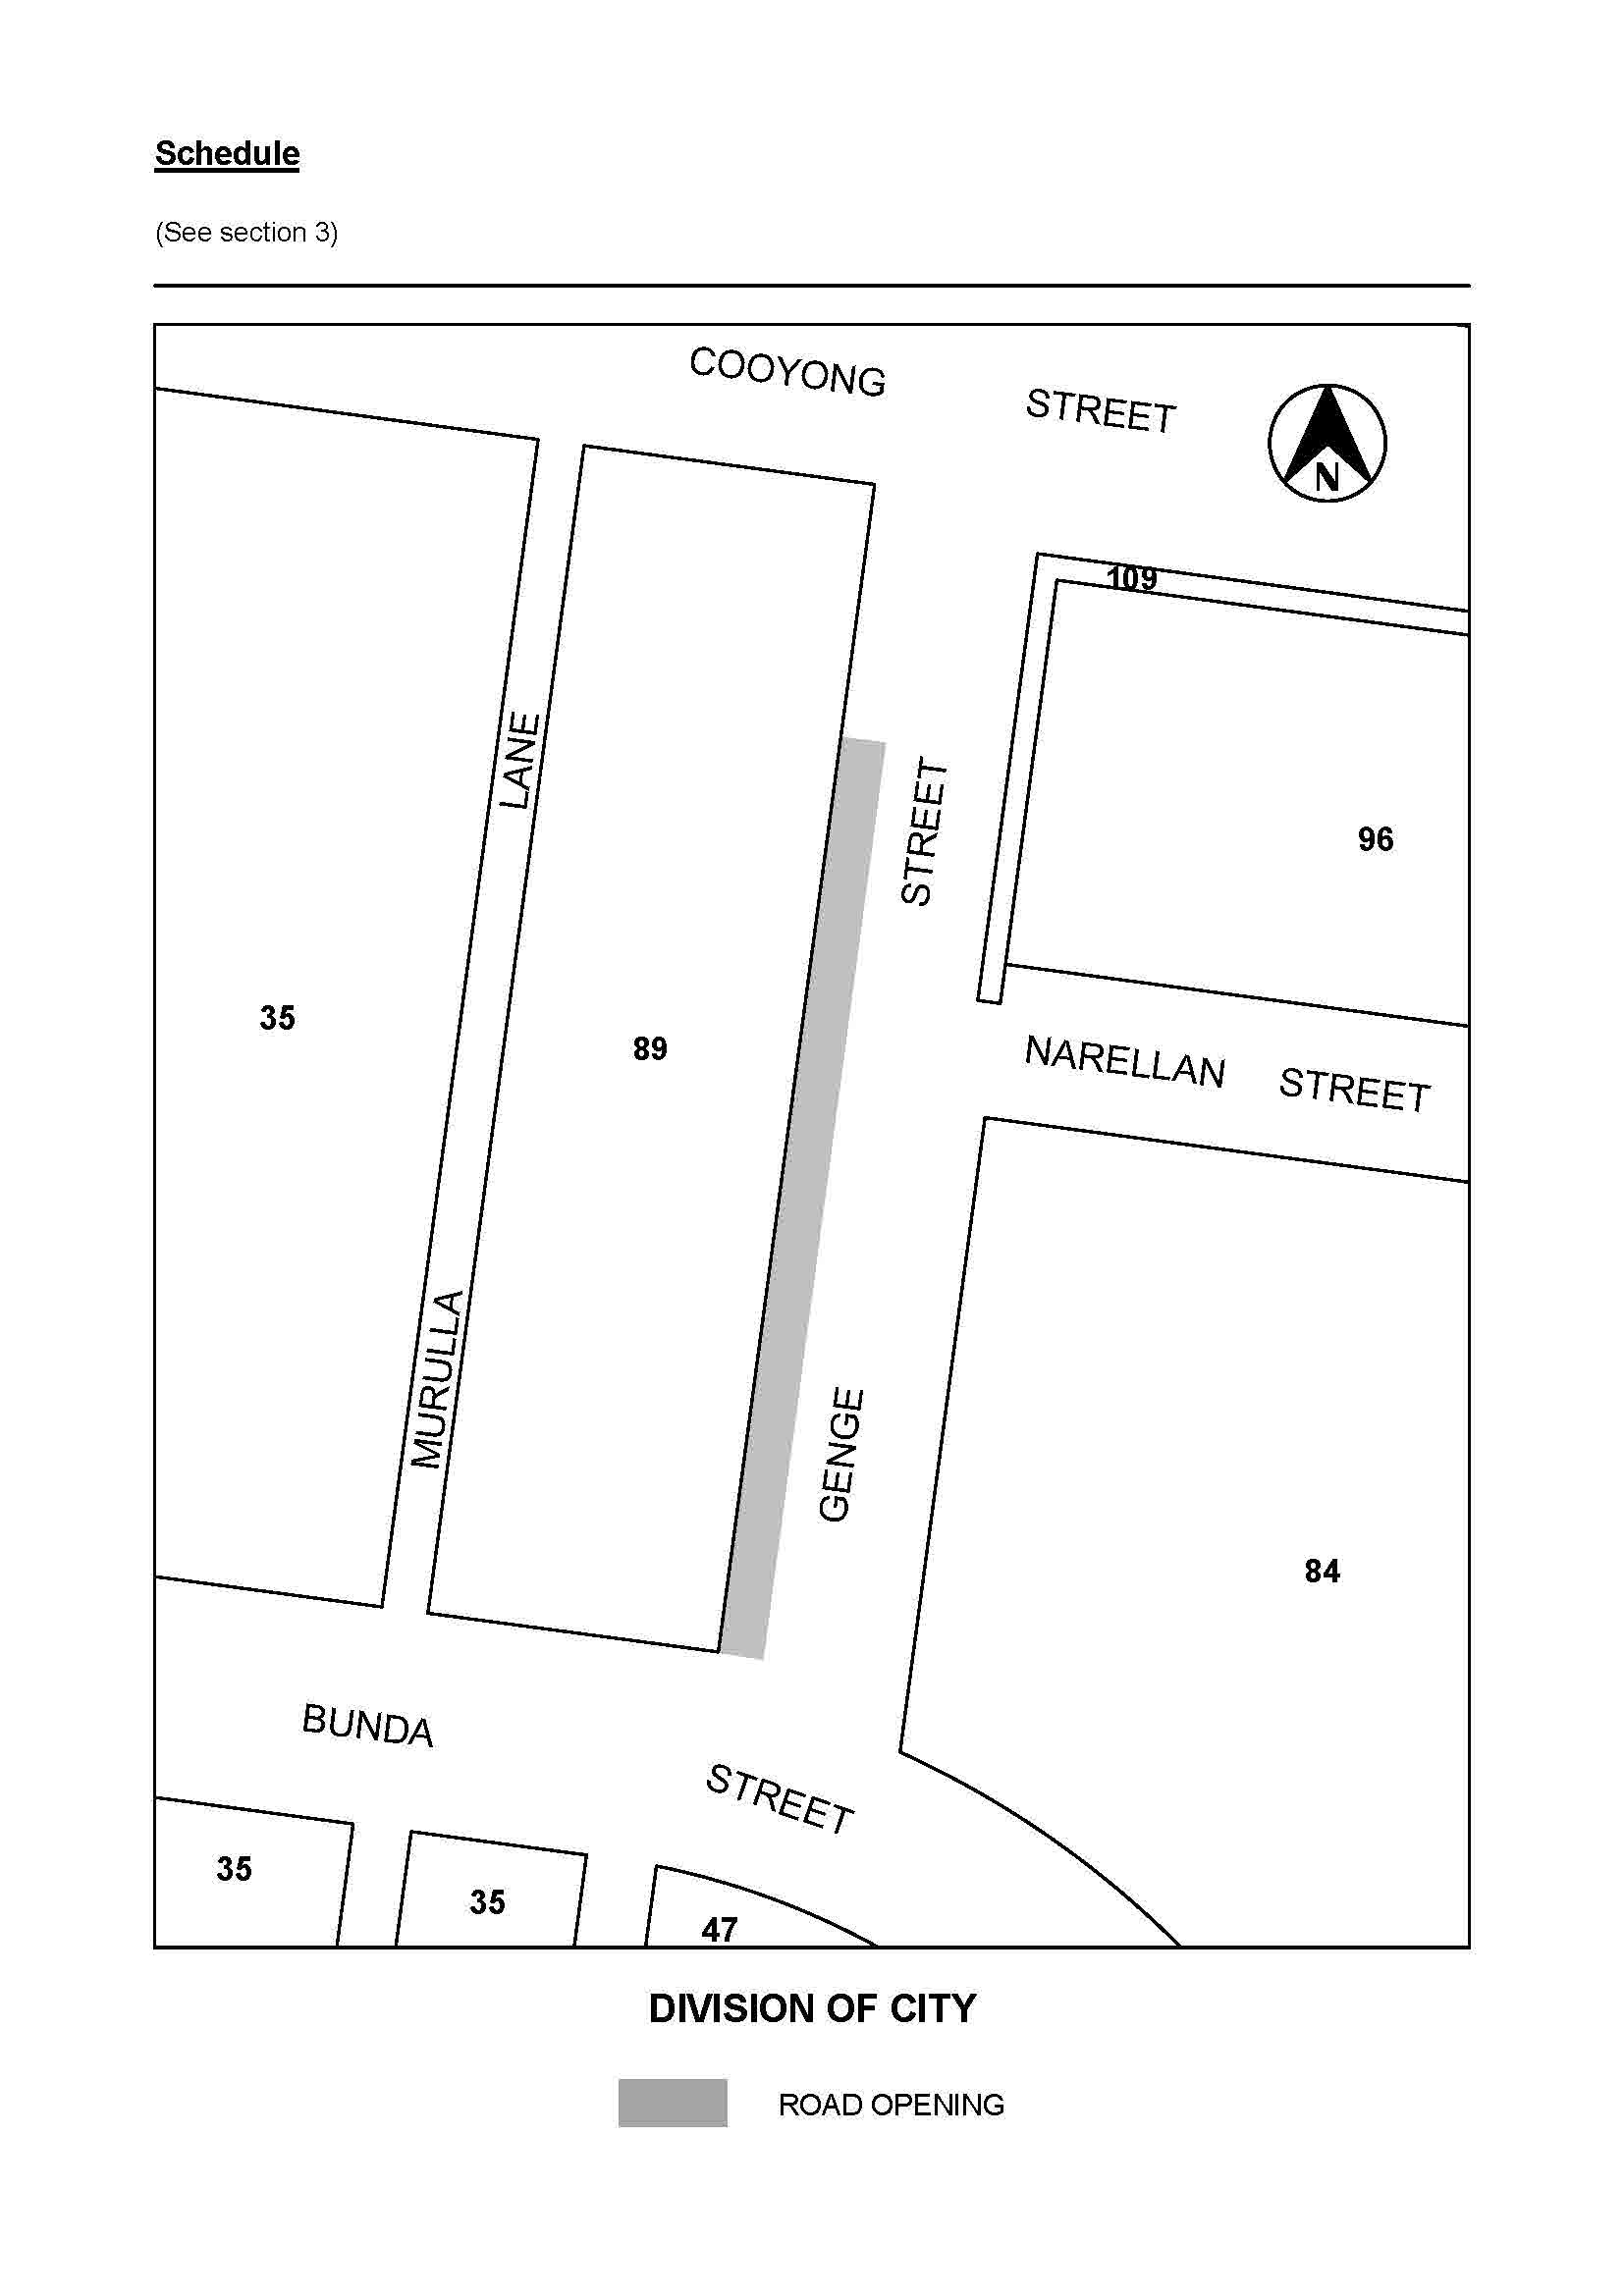 Schedule
(See section 3)
COOYONG STREET
N
109
LANE
STREET
96
35
89
NARELLAN STREET
MURULLA
GENGE
84
BUNDA
STREET
35
35
47
DIVISION OF CITY
ROAD OPENING